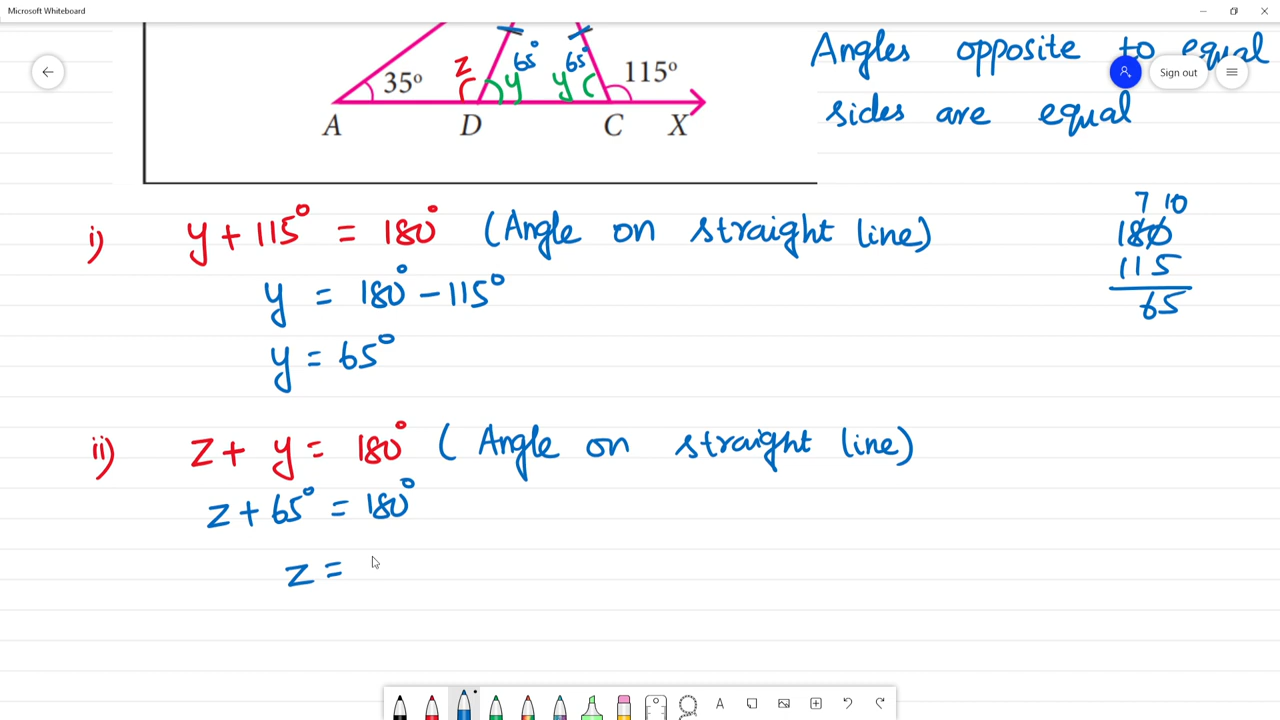 Microsoft Whiteboard
Angles opposite to equal
sides are equal
Sign out
65° 65°
z y y c
35° 115°
A D C X
i) y + 115° = 180° (Angle on straight line)
y = 180° - 115°
y = 65°
7 10
180
115
65
ii) z + y = 180° ( Angle on straight line)
z + 65° = 180°
z =
A